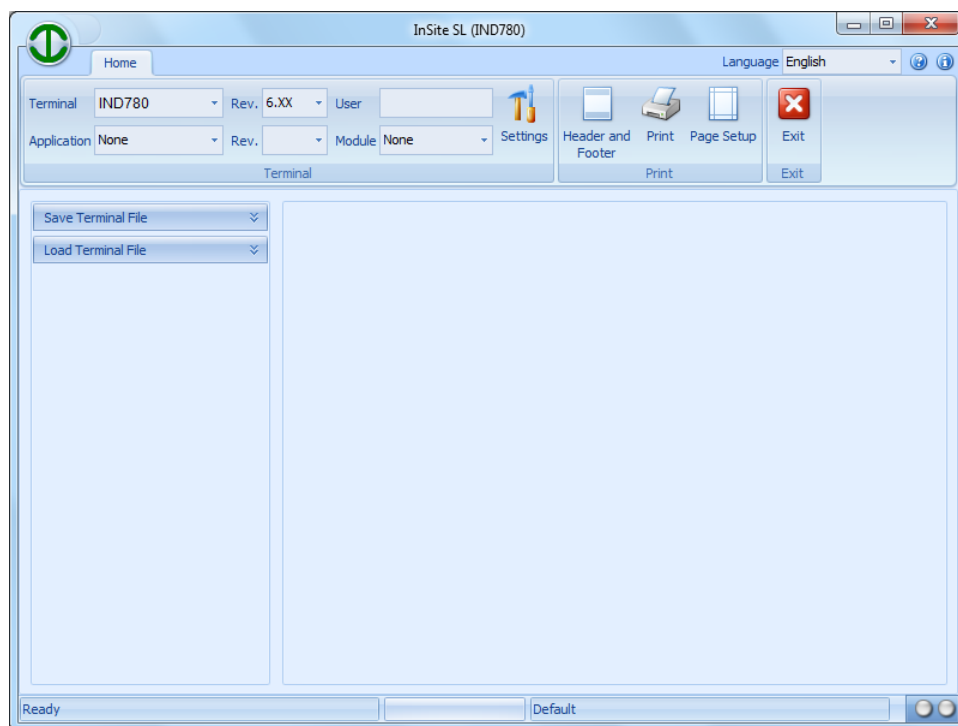 InSite SL (IND780)
Home
Language English
Terminal IND780 Rev. 6.XX User
Application None Rev. Module None
Settings
Header and
Footer
Print
Page Setup
Exit
Terminal
Print
Exit
Save Terminal File
Load Terminal File
Ready
Default